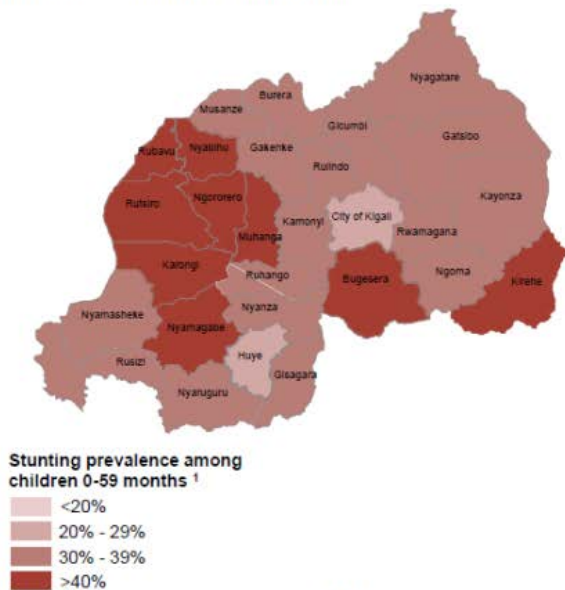 Nyagatare
Burera
Musanze
Gicumbi
Gatsibo
Rubavu
Nyabihu
Gakenke
Rulindo
Kayonza
Rutsiro
Ngororero
City of Kigali
Kamonyi
Rwamagana
Muhanga
Karongi
Ruhango
Bugesera
Ngoma
Kirehe
Nyanza
Nyamasheke
Nyamagabe
Rusizi
Huye
Gisagara
Nyaruguru
Stunting prevalence among
children 0-59 months ¹
<20%
20% - 29%
30% - 39%
>40%